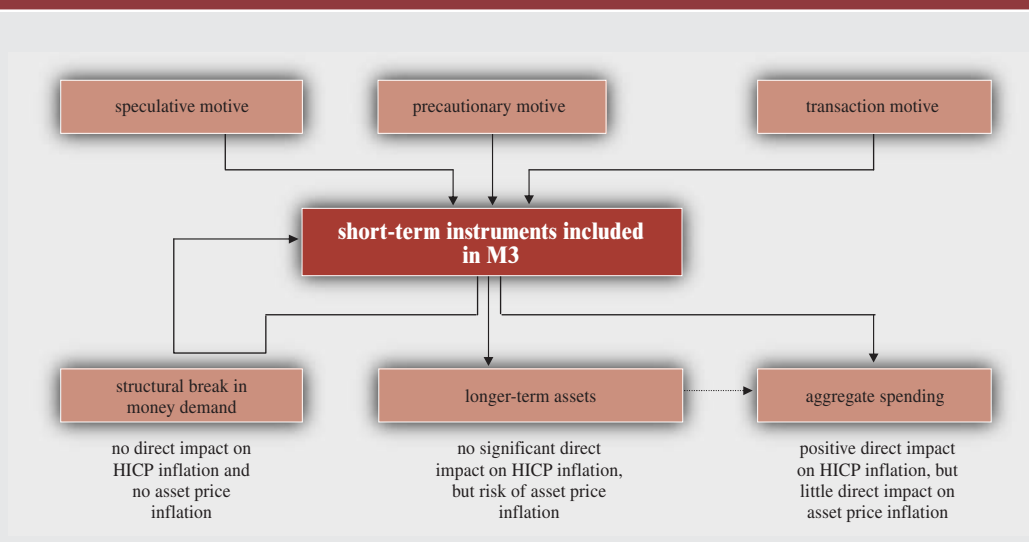 speculative motive
precautionary motive
transaction motive
short-term instruments included
in M3
structural break in
money demand
longer-term assets
aggregate spending
no direct impact on
HICP inflation and
no asset price
inflation
no significant direct
impact on HICP inflation,
but risk of asset price
inflation
positive direct impact
on HICP inflation, but
little direct impact on
asset price inflation